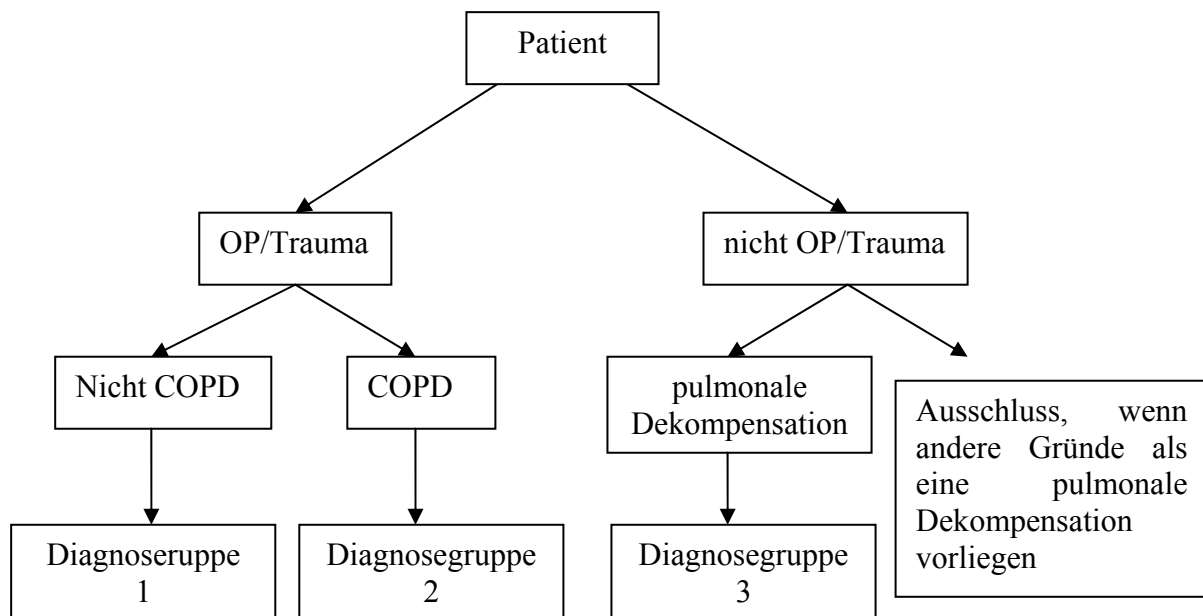 Patient
OP/Trauma
nicht OP/Trauma
Nicht COPD
COPD
pulmonale
Dekompensation
Ausschluss, wenn
andere Gründe als
eine pulmonale
Dekompensation
vorliegen
Diagnoseruppe
1
Diagnosegruppe
2
Diagnosegruppe
3